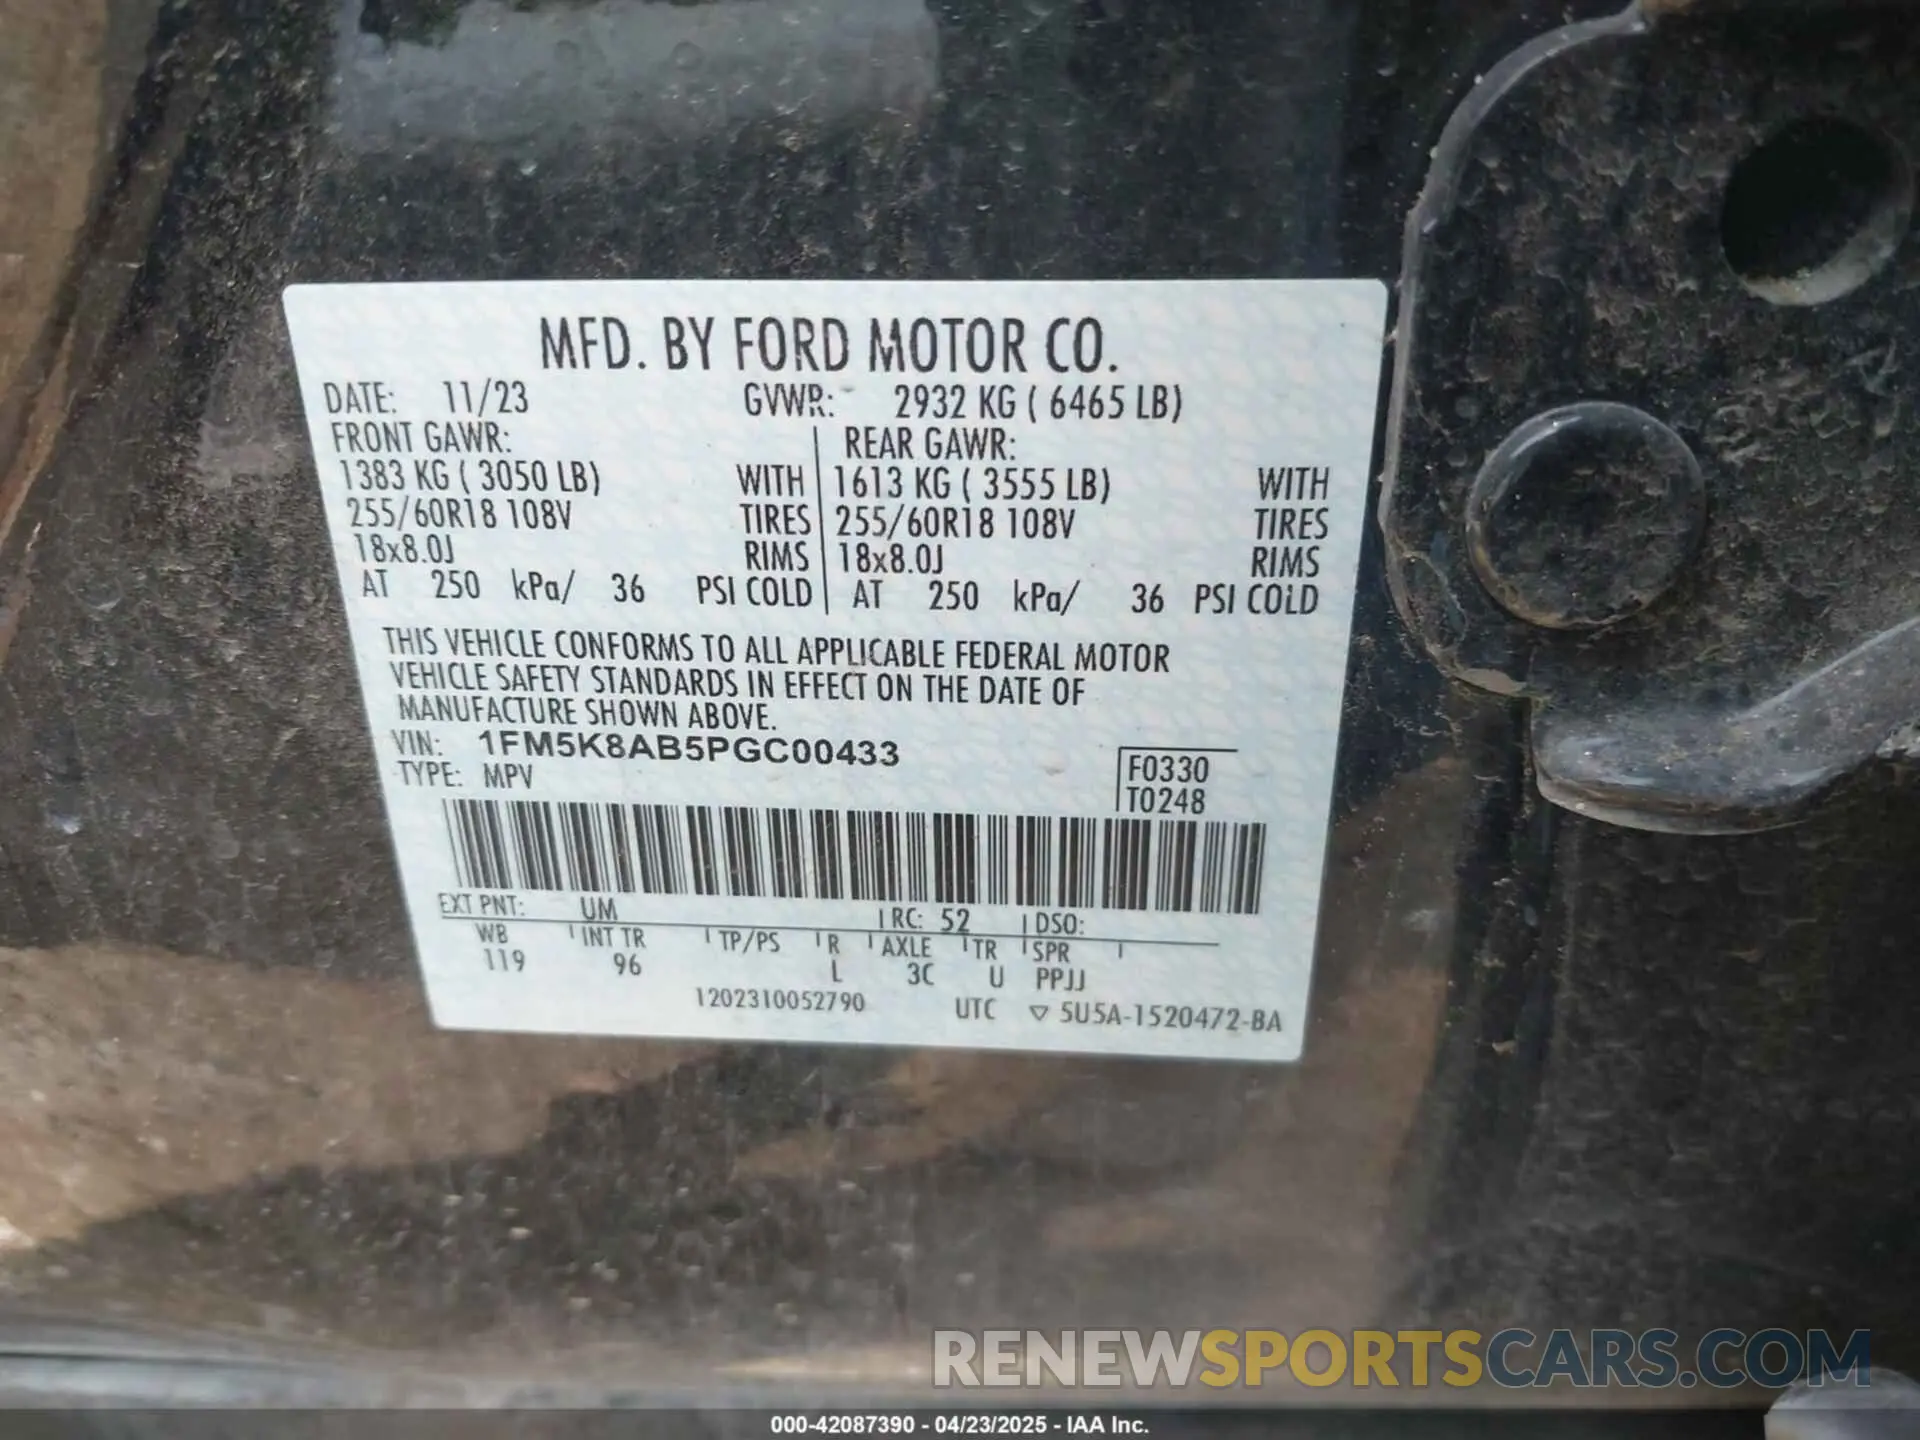 MFD. BY FORD MOTOR CO.
DATE: 11/23 GVWR: 2932 KG ( 6465 LB)
FRONT GAWR: REAR GAWR:
1383 KG ( 3050 LB) WITH 1613 KG ( 3555 LB) WITH
255/60R18 108V TIRES 255/60R18 108V TIRES
18x8.0J RIMS 18x8.0J RIMS
AT 250 kPa/ 36 PSI COLD AT 250 kPa/ 36 PSI COLD
THIS VEHICLE CONFORMS TO ALL APPLICABLE FEDERAL MOTOR
VEHICLE SAFETY STANDARDS IN EFFECT ON THE DATE OF
MANUFACTURE SHOWN ABOVE.
VIN: 1FM5K8AB5PGC00433
TYPE: MPV
F0330
T0248
EXT PNT: UM RC: 52 DSO:
WB INT TR TP/PS R AXLE TR SPR
119 96 L 3C U PPJJ
1202310052790 UTC ▽ 5U5A-1520472-BA
RENEWSPORTSCARS.COM
000-42087390 - 04/23/2025 - IAA Inc.